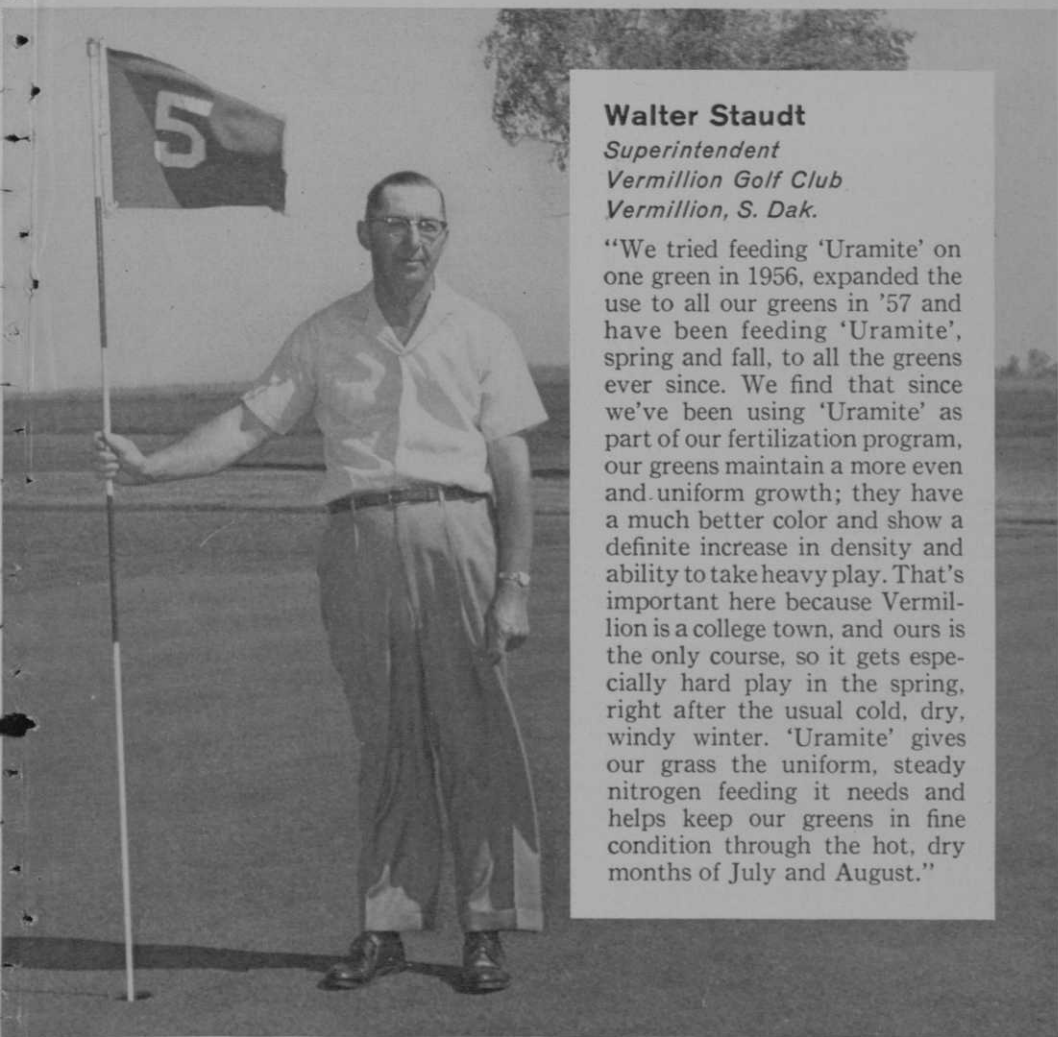 5
Walter Staudt
Superintendent
Vermillion Golf Club
Vermillion, S. Dak.
“We tried feeding ‘Uramite’ on
one green in 1956, expanded the
use to all our greens in ’57 and
have been feeding ‘Uramite’,
spring and fall, to all the greens
ever since. We find that since
we’ve been using ‘Uramite’ as
part of our fertilization program,
our greens maintain a more even
and uniform growth; they have
a much better color and show a
definite increase in density and
ability to take heavy play. That’s
important here because Vermil-
lion is a college town, and ours is
the only course, so it gets espe-
cially hard play in the spring,
right after the usual cold, dry,
windy winter. ‘Uramite’ gives
our grass the uniform, steady
nitrogen feeding it needs and
helps keep our greens in fine
condition through the hot, dry
months of July and August.”